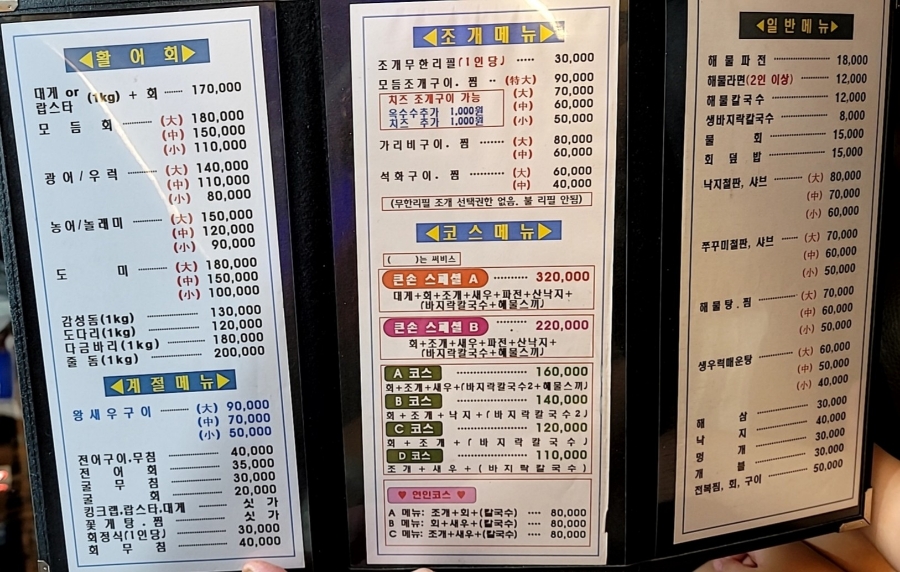 ◀활 어 회▶
대게 or 랍스타 (1kg) + 회 ······ 170,000
모 듬 회 ········ (大) 180,000
(中) 150,000
(小) 110,000
광어/우럭 ········ (大) 140,000
(中) 110,000
(小) 80,000
농어/놀래미 ········ (大) 150,000
(中) 120,000
(小) 90,000
도 미 ········ (大) 180,000
(中) 150,000
(小) 100,000
감성돔(1kg) ········ 130,000
도다리(1kg) ········ 120,000
다금바리(1kg) ········ 180,000
줄 돔(1kg) ········ 200,000
◀계절메뉴▶
왕새우구이 ········ (大) 90,000
(中) 70,000
(小) 50,000
전어구이.무침 ········ 40,000
전 어 회 ········ 35,000
굴 무 침 ········ 30,000
굴 회 ········ 20,000
킹크랩,랍스타,대게 싯 가
꽃 게 탕 . 찜 ········ 싯 가
회정식(1인당) ········ 30,000
회 무 침 ········ 40,000
◀조개메뉴▶
조개무한리필(1인당) ····· 30,000
모듬조개구이. 찜 ·· (特大) 90,000
치즈 조개구이 가능 (大) 70,000
옥수수추가 1,000원 (中) 60,000
치즈 추가 1,000원 (小) 50,000
가리비구이. 찜 ······· (大) 80,000
(中) 60,000
석화구이. 찜 ········ (大) 60,000
(中) 40,000
(무한리필 조개 선택권한 없음, 불 리필 안됨)
◀코스메뉴▶
( )는 써비스
큰손 스페셜 A ·········· 320,000
대게+회+조개+새우+파전+산낙지+
(바지락칼국수+해물스끼)
큰손 스페셜 B ········ 220,000
회+조개+새우+파전+산낙지+
(바지락칼국수+해물스끼)
A 코스 ········ 160,000
회+조개+새우+(바지락칼국수2+해물스끼)
B 코스 ········ 140,000
회+조개+낙지+(바지락칼국수2)
C 코스 ········ 120,000
회 + 조 개 + ( 바 지 락 칼 국 수 )
D 코스 ········ 110,000
조 개 + 새 우 + ( 바 지 락 칼 국 수 )
♥ 연인코스 ♥
A 메뉴: 조개+회+(칼국수) ···· 80,000
B 메뉴: 회+새우+(칼국수) ···· 80,000
C 메뉴: 조개+새우+(칼국수) ···· 80,000
◀일반메뉴▶
해 물 파 전 ········ 18,000
해물라면(2인 이상) ········ 12,000
해 물 칼 국 수 ········ 12,000
생바지락칼국수 ········ 8,000
물 회 ········ 15,000
회 덮 밥 ········ 15,000
낙지철판, 샤브 ······ (大) 80,000
(中) 70,000
(小) 60,000
쭈꾸미철판, 샤브 ······ (大) 70,000
(中) 60,000
(小) 50,000
해 물 탕 . 찜 ········ (大) 70,000
(中) 60,000
(小) 50,000
생우럭매운탕 ········ (大) 60,000
(中) 50,000
(小) 40,000
해 삼 ········ 30,000
낙 지 ········ 40,000
멍 개 ········ 30,000
개 불 ········ 30,000
전복찜, 회, 구이 ········ 50,000